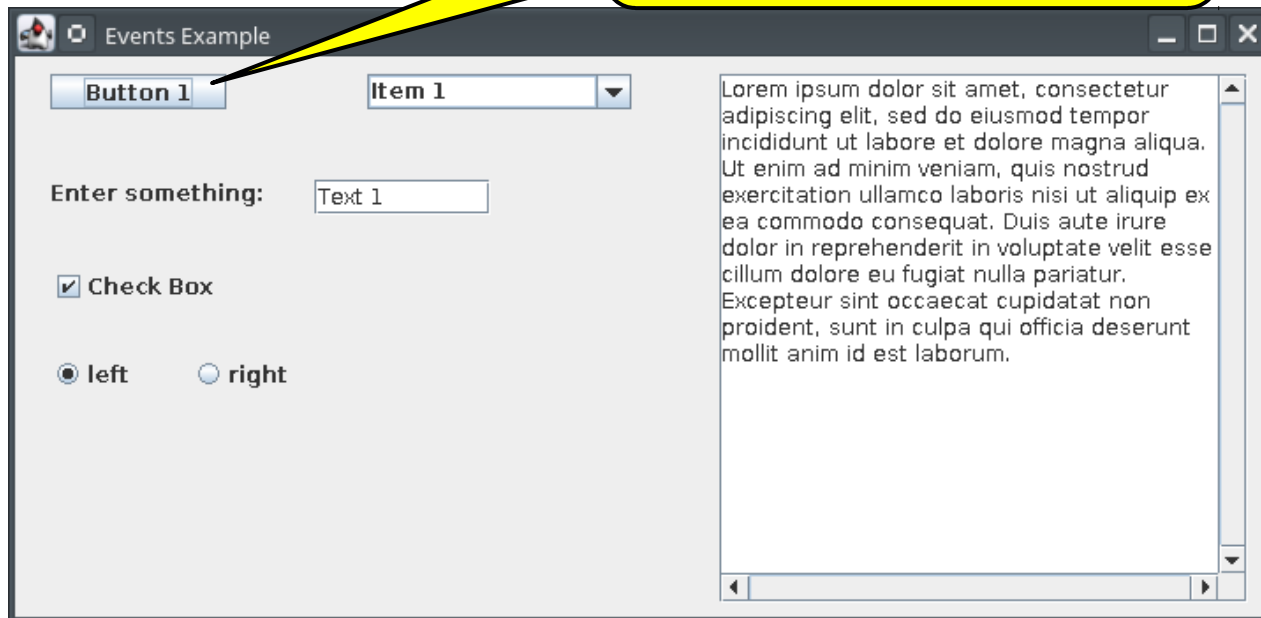 Events Example
Button 1
Item 1
Enter something:
Text 1
Check Box
left
right
Lorem ipsum dolor sit amet, consectetur
adipiscing elit, sed do eiusmod tempor
incididunt ut labore et dolore magna aliqua.
Ut enim ad minim veniam, quis nostrud
exercitation ullamco laboris nisi ut aliquip ex
ea commodo consequat. Duis aute irure
dolor in reprehenderit in voluptate velit esse
cillum dolore eu fugiat nulla pariatur.
Excepteur sint occaecat cupidatat non
proident, sunt in culpa qui officia deserunt
mollit anim id est laborum.